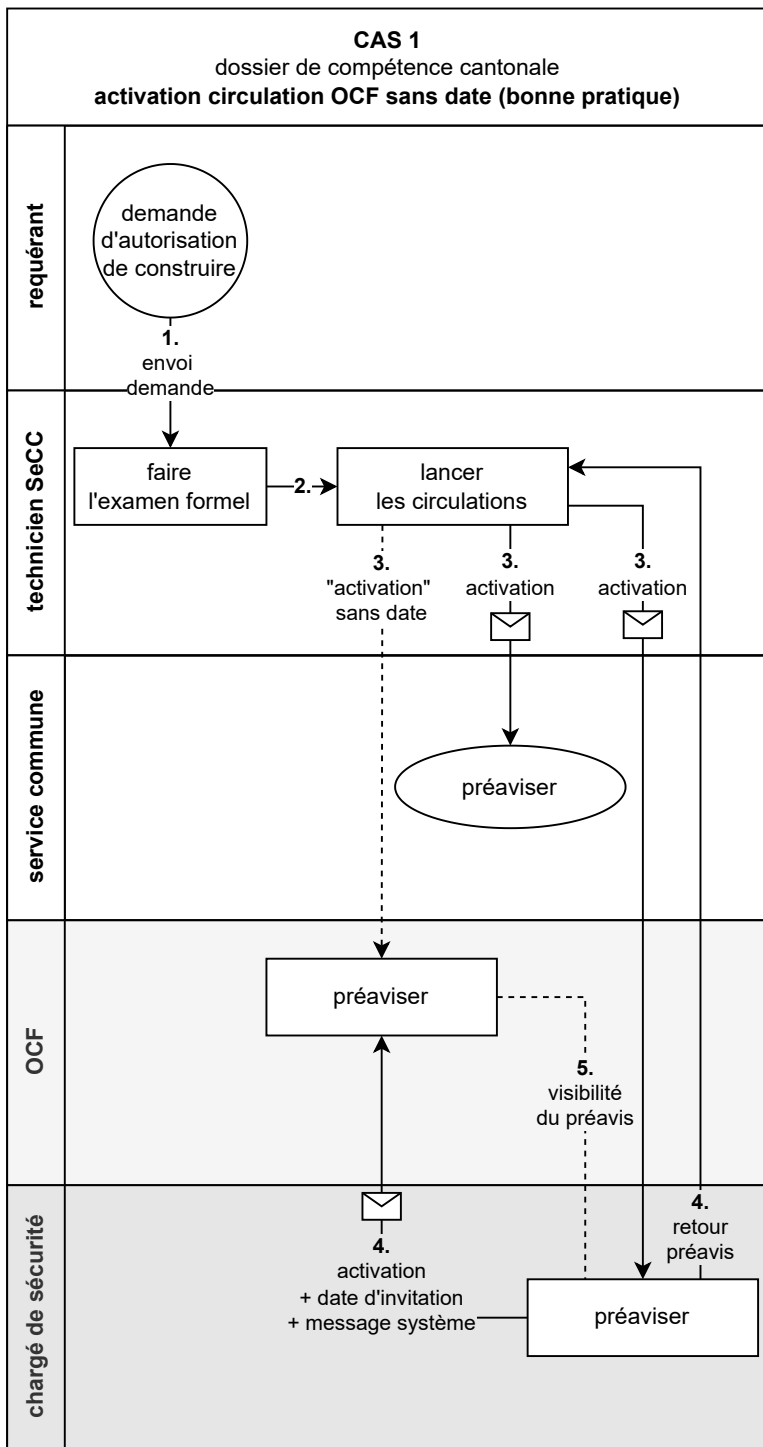 CAS 1
dossier de compétence cantonale
activation circulation OCF sans date (bonne pratique)
requérant
demande
d'autorisation
de construire
1.
envoi
demande
technicien SeCC
faire
l'examen formel
2.
lancer
les circulations
3.
"activation"
sans date
3.
activation
3.
activation
service commune
préaviser
OCF
préaviser
5.
visibilité
du préavis
chargé de sécurité
4.
activation
+ date d'invitation
+ message système
4.
retour
préavis
préaviser